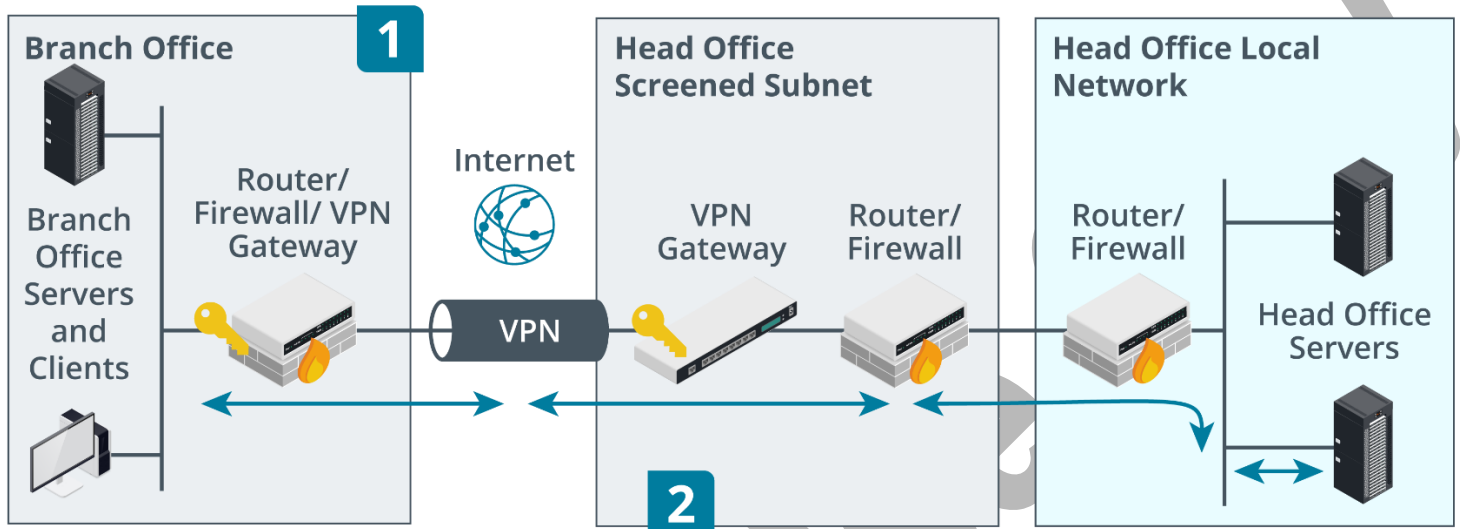 Branch Office
1
Head Office
Screened Subnet
Head Office Local
Network
Internet
Router/
Firewall/ VPN
Gateway
VPN
Gateway
Router/
Firewall
Router/
Firewall
Branch
Office
Servers
and
Clients
VPN
Head Office
Servers
2